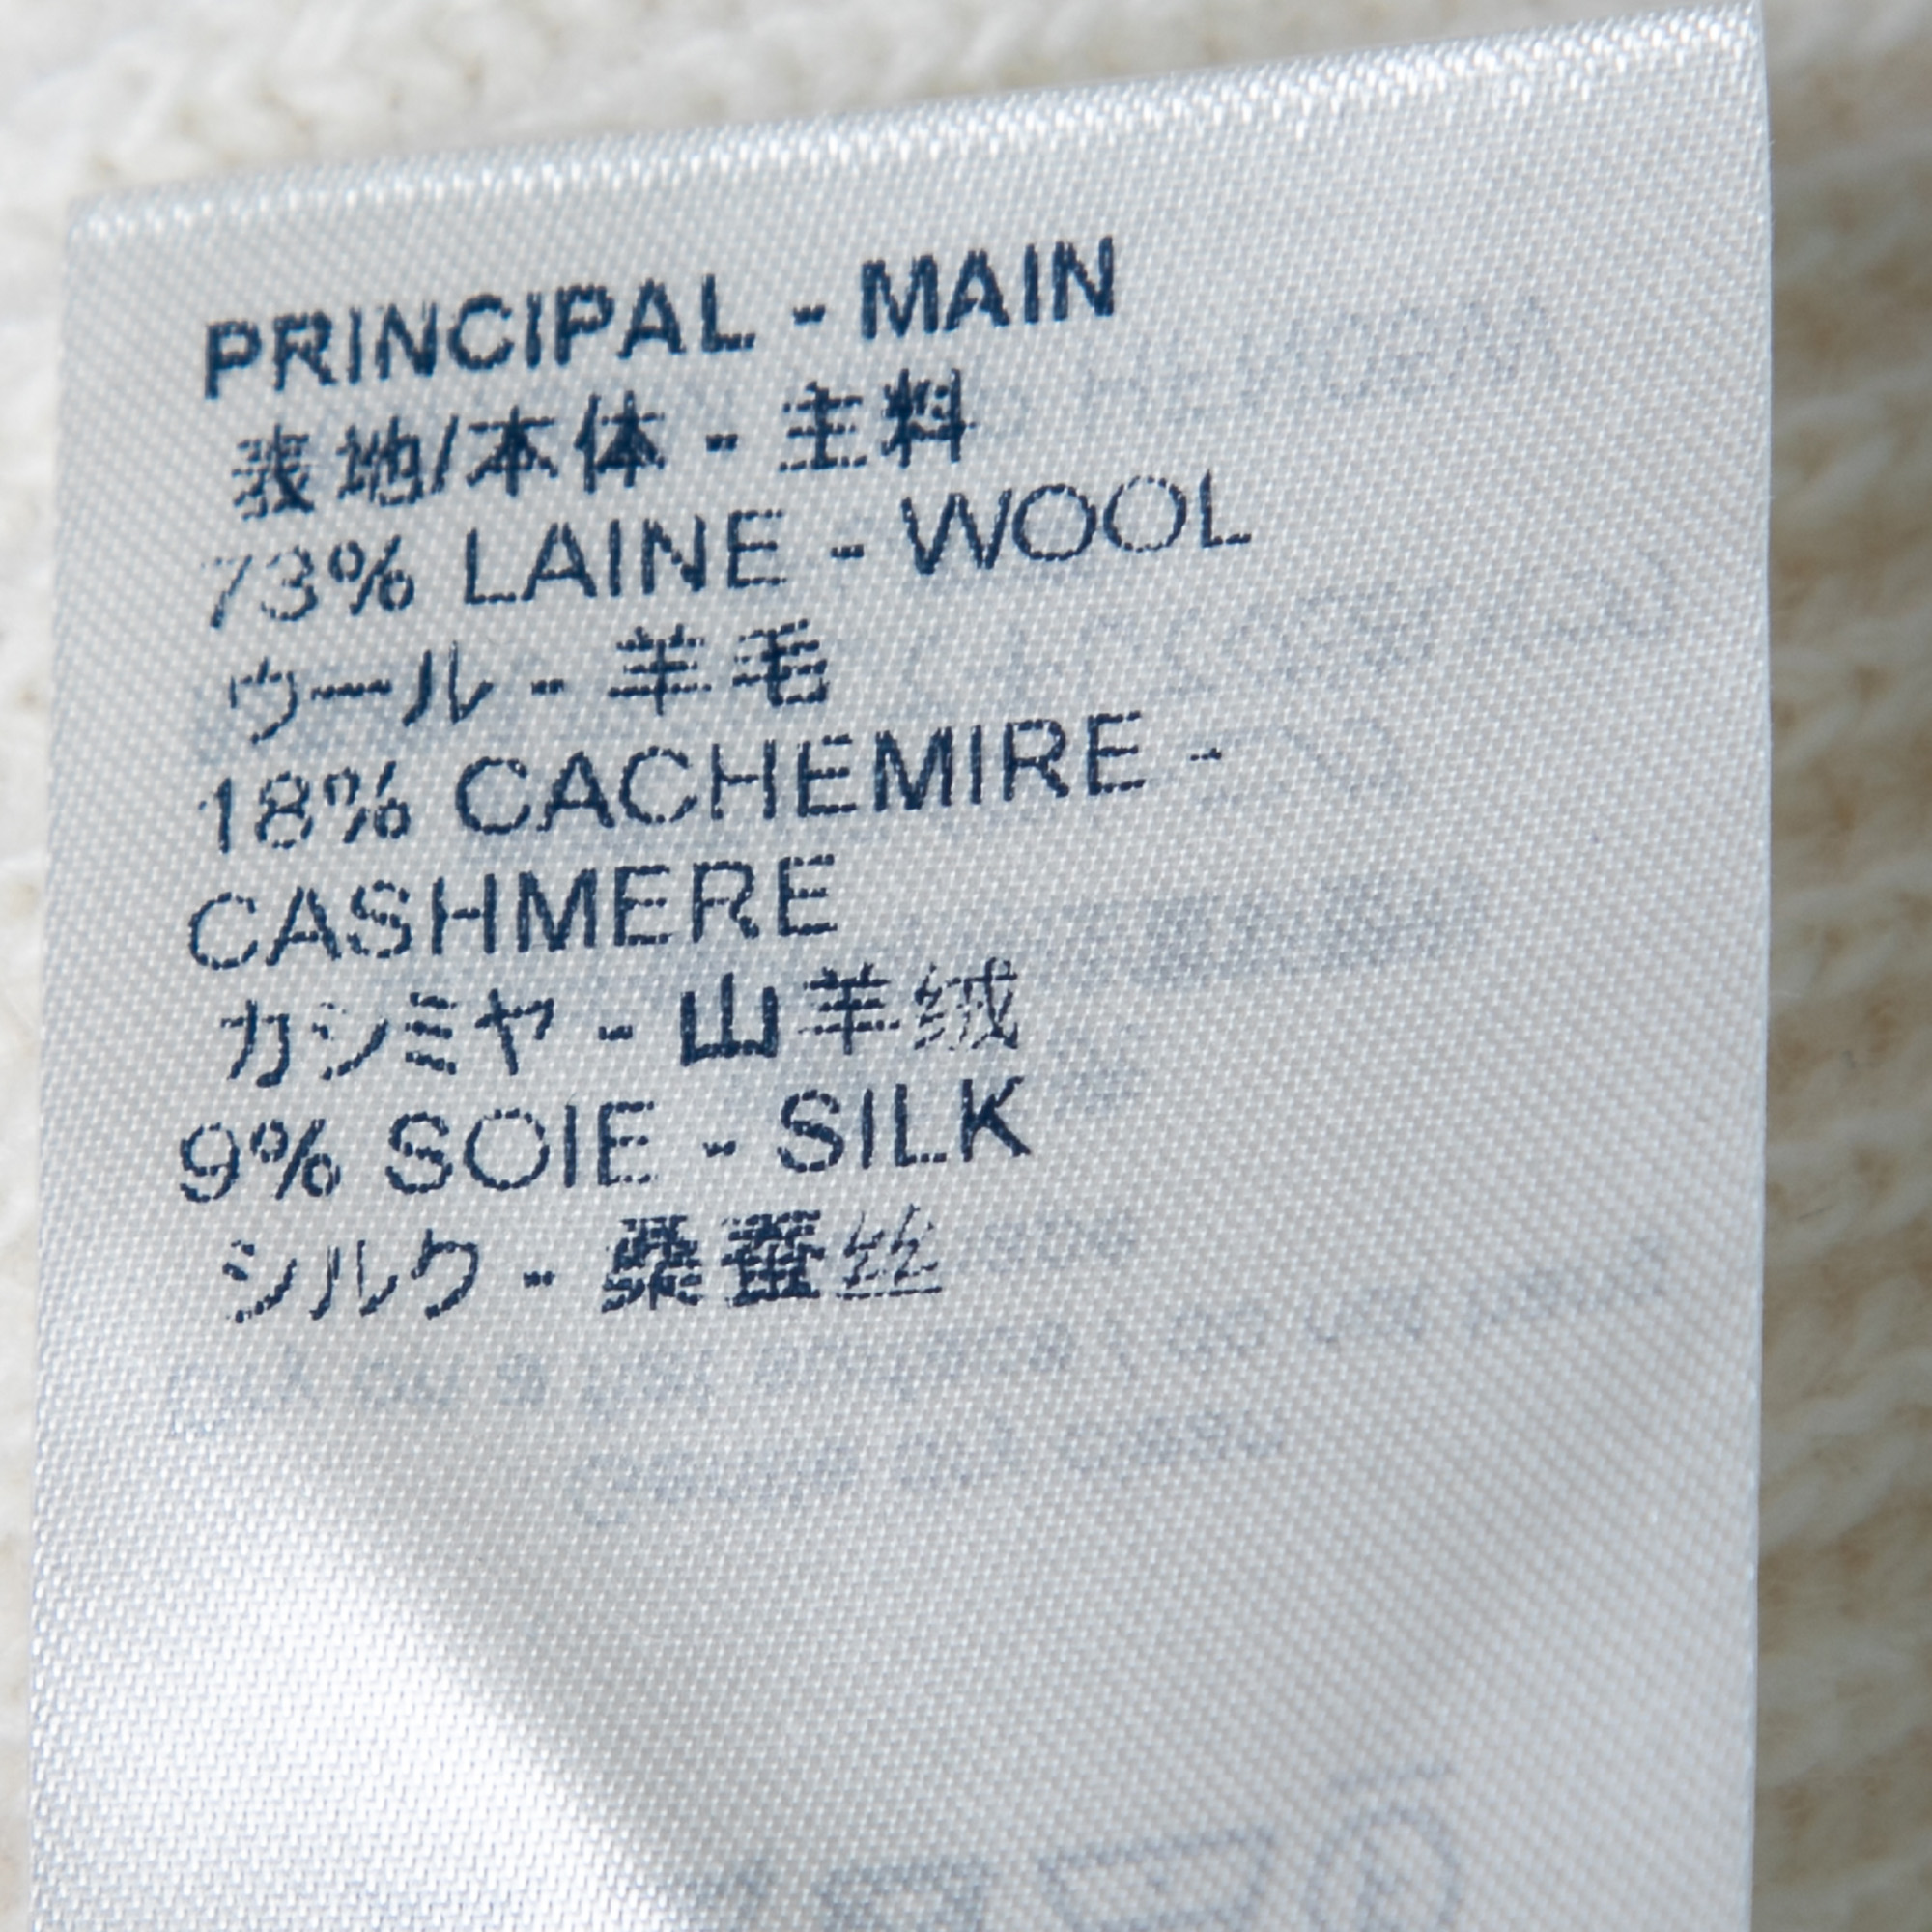 PRINCIPAL - MAIN
表地/本体 - 主料
73% LAINE - WOOL
ウール - 羊毛
18% CACHEMIRE -
CASHMERE
カシミヤ - 山羊绒
9% SOIE - SILK
シルク - 桑蚕丝